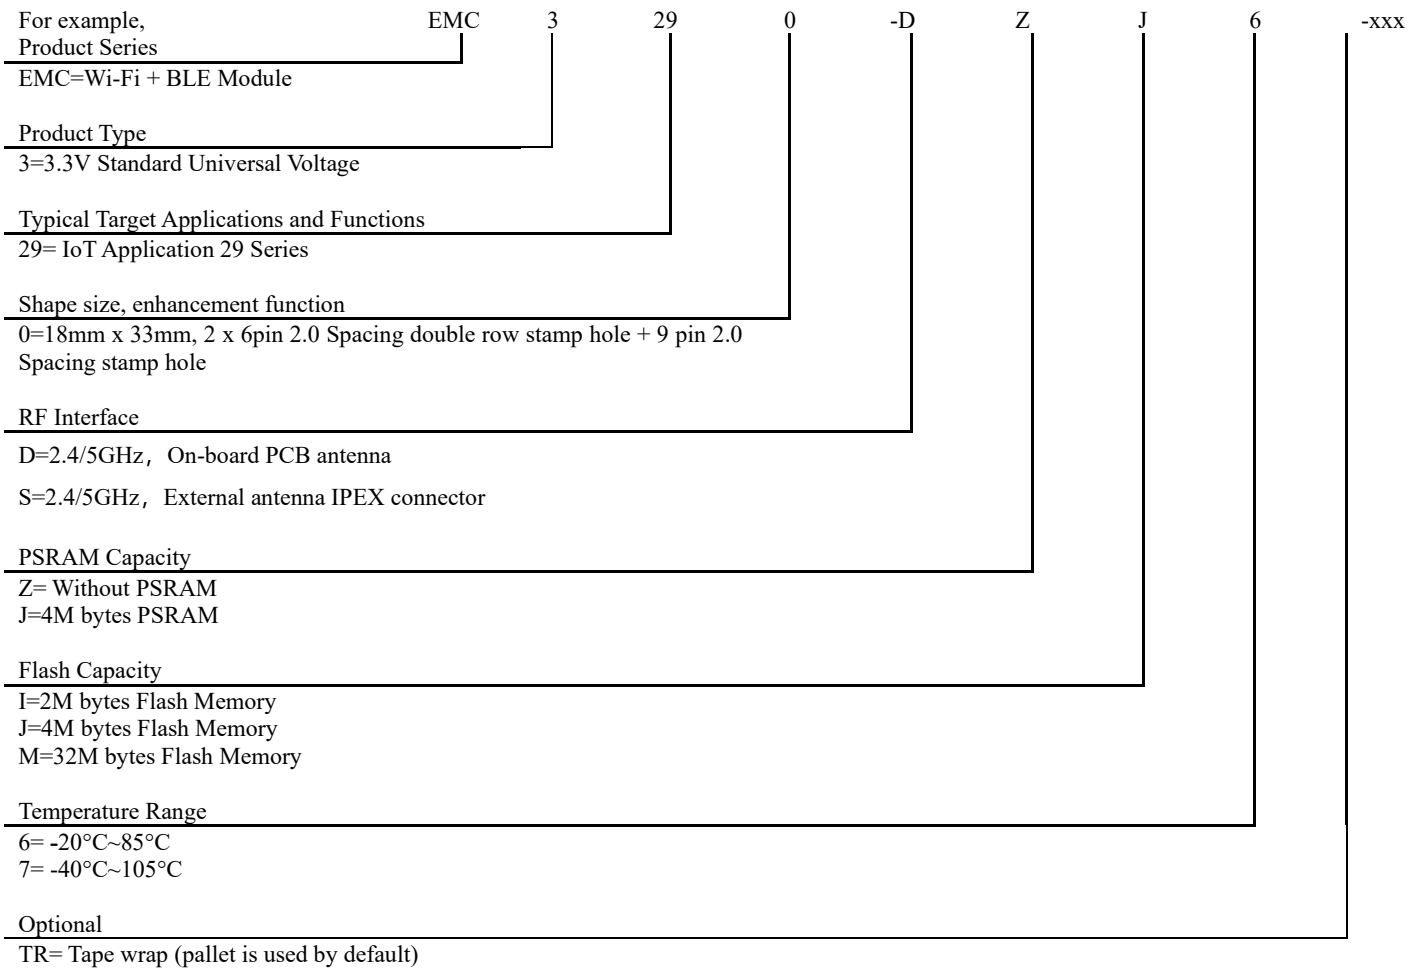 For example, EMC 3 29 0 -D Z J 6 -xxx
Product Series
EMC=Wi-Fi + BLE Module
Product Type
3=3.3V Standard Universal Voltage
Typical Target Applications and Functions
29= IoT Application 29 Series
Shape size, enhancement function
0=18mm x 33mm, 2 x 6pin 2.0 Spacing double row stamp hole + 9 pin 2.0
Spacing stamp hole
RF Interface
D=2.4/5GHz，On-board PCB antenna
S=2.4/5GHz，External antenna IPEX connector
PSRAM Capacity
Z= Without PSRAM
J=4M bytes PSRAM
Flash Capacity
I=2M bytes Flash Memory
J=4M bytes Flash Memory
M=32M bytes Flash Memory
Temperature Range
6= -20°C~85°C
7= -40°C~105°C
Optional
TR= Tape wrap (pallet is used by default)